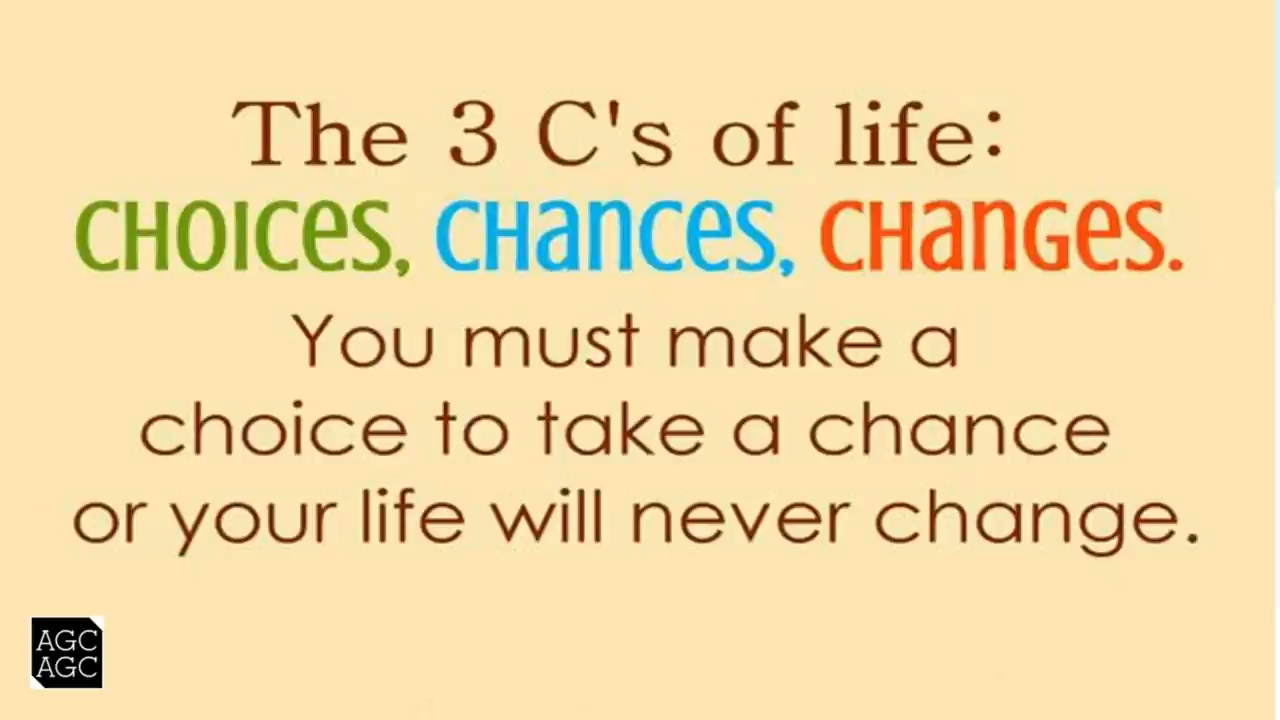 The 3 C's of life:
CHOICES, CHANCES, CHANGES.
You must make a
choice to take a chance
or your life will never change.
AGC
AGC